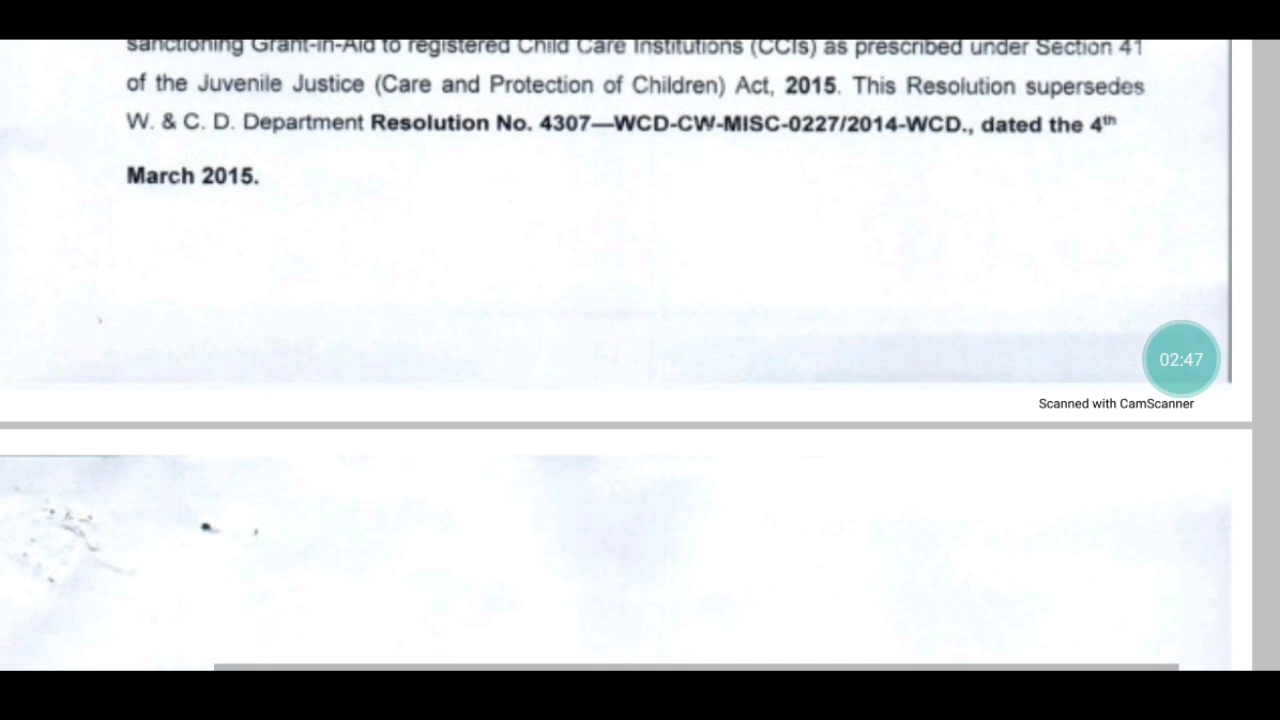 sanctioning Grant-in-Aid to registered Child Care Institutions (CCIs) as prescribed under Section 41
of the Juvenile Justice (Care and Protection of Children) Act, 2015. This Resolution supersedes
W. & C. D. Department Resolution No. 4307—WCD-CW-MISC-0227/2014-WCD., dated the 4th
March 2015.
02:47
Scanned with CamScanner